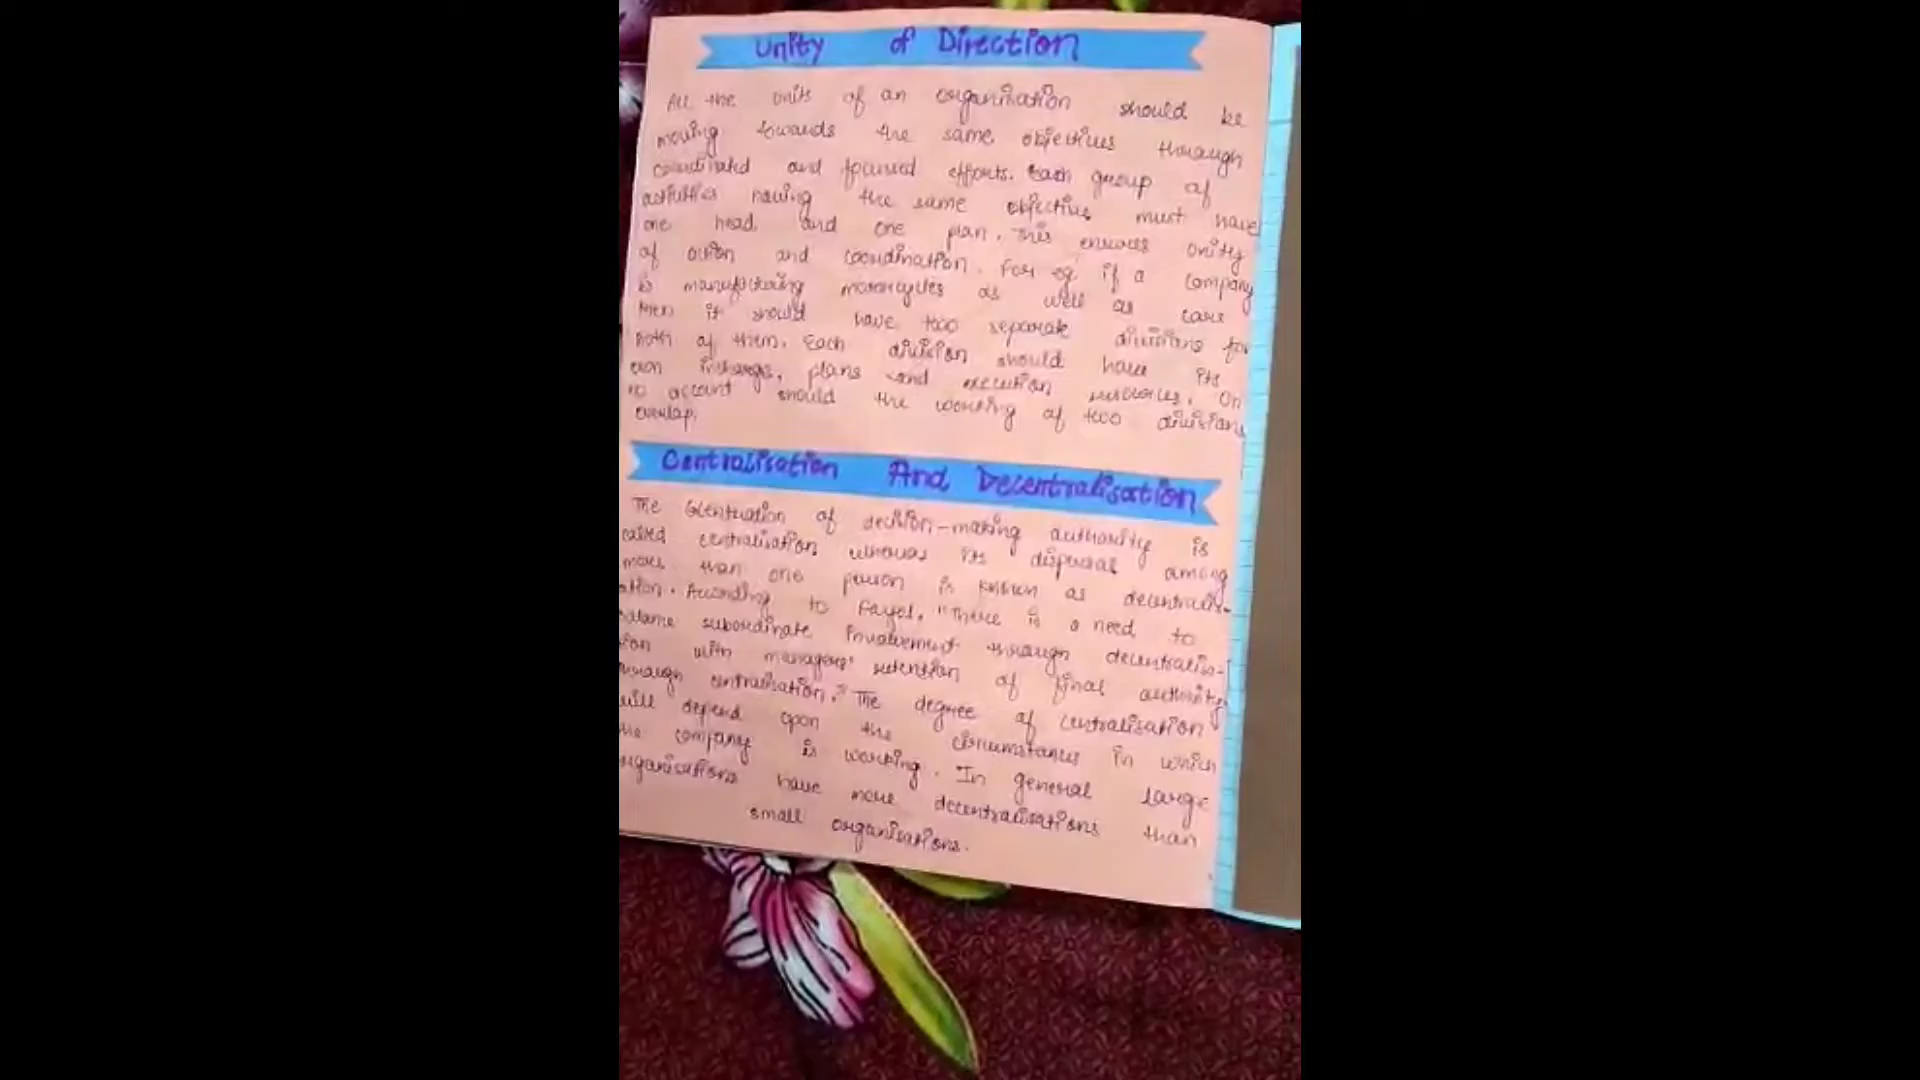 Unity of Direction
All the units of an organisation should be
moving towards the same objectives through
coordinated and focused efforts. Each group of
activities having the same objective must have
one head and one plan. This ensures unity
of action and coordination. For eg if a company
is manufacturing motorcycles as well as cars
then it should have two separate divisions for
both of them. Each division should have its
own incharge, plans and execution resources. On
no account should the working of two divisions
overlap.
Centralisation And Decentralisation
The of decision-making authority is
called centralisation whereas its dispersal among
more than one person is known as decentralis-
ation. According to Fayol, "There is a need to
balance subordinate involvement through decentralis-
tion with managers' retention of final authority
through centralisation." The degree of centralisation
will depend upon the circumstances in which
the company is working. In general large
organisations have more decentralisations than
small organisations.